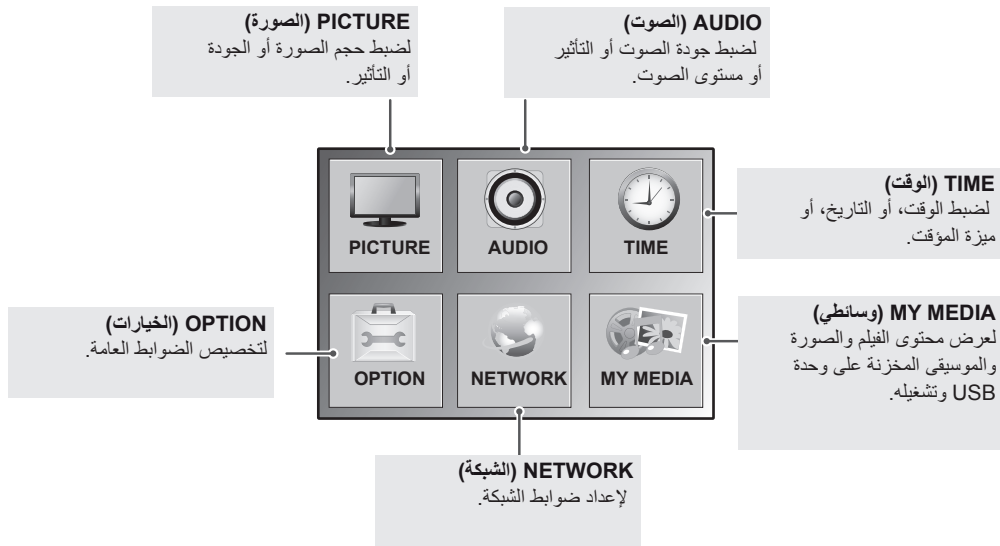 PICTURE (الصورة)
لضبط حجم الصورة أو الجودة
أو التأثير.
AUDIO (الصوت)
لضبط جودة الصوت أو التأثير
أو مستوى الصوت.
PICTURE
AUDIO
TIME
TIME (الوقت)
لضبط الوقت، أو التاريخ، أو
ميزة المؤقت.
OPTION (الخيارات)
لتخصيص الضوابط العامة.
OPTION
NETWORK
MY MEDIA
MY MEDIA (وسائطي)
لعرض محتوى الفيلم والصورة
والموسيقى المخزنة على وحدة
USB وتشغيله.
NETWORK (الشبكة)
لإعداد ضوابط الشبكة.